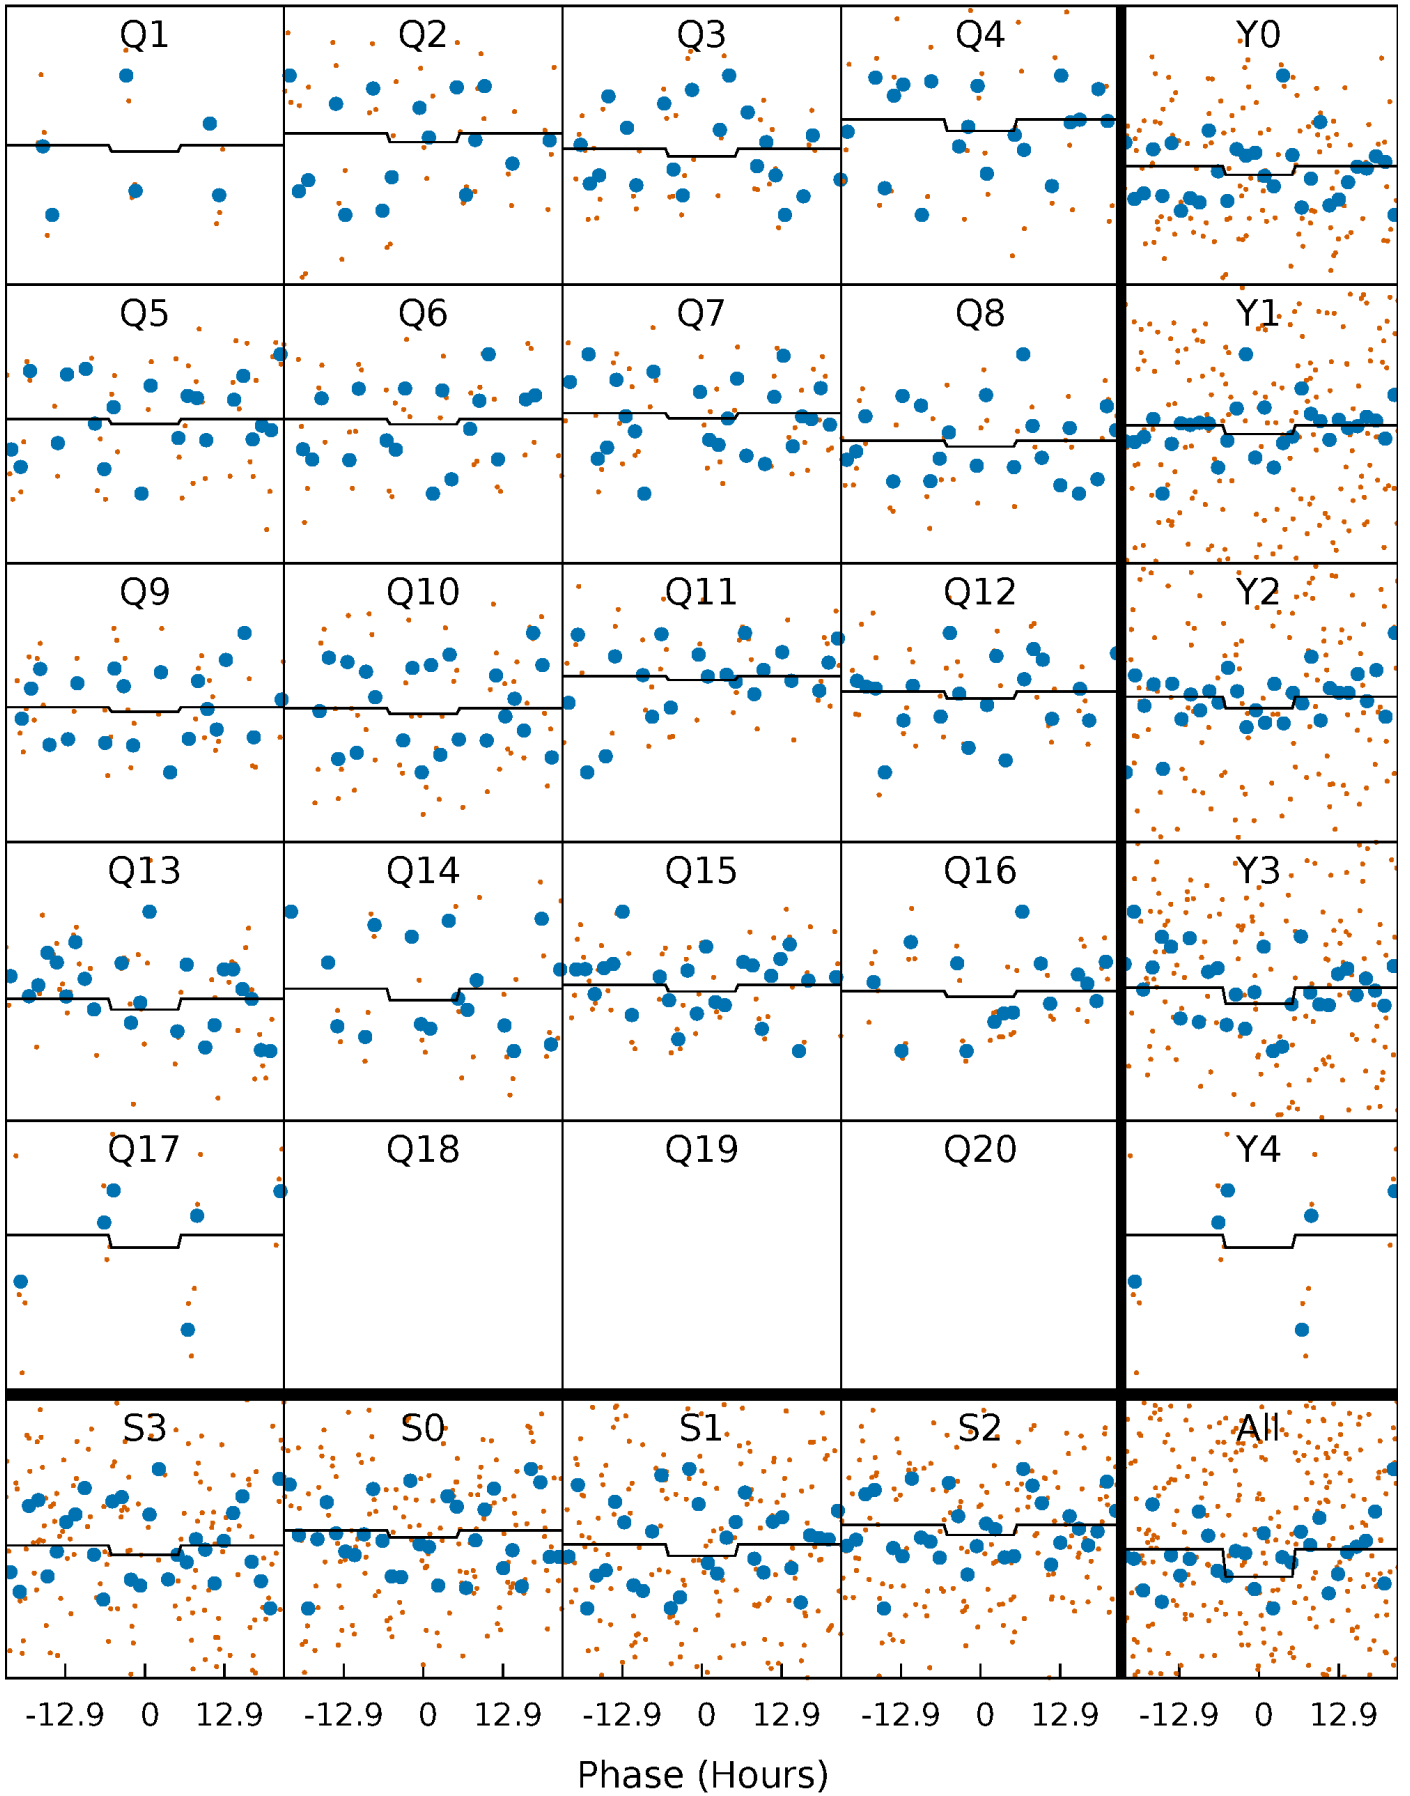 Q1 Q2 Q3 Q4 Y0
Q5 Q6 Q7 Q8 Y1
Q9 Q10 Q11 Q12 Y2
Q13 Q14 Q15 Q16 Y3
Q17 Q18 Q19 Q20 Y4
S3 S0 S1 S2 All
-12.9 0 12.9 -12.9 0 12.9 -12.9 0 12.9 -12.9 0 12.9 -12.9 0 12.9
Phase (Hours)